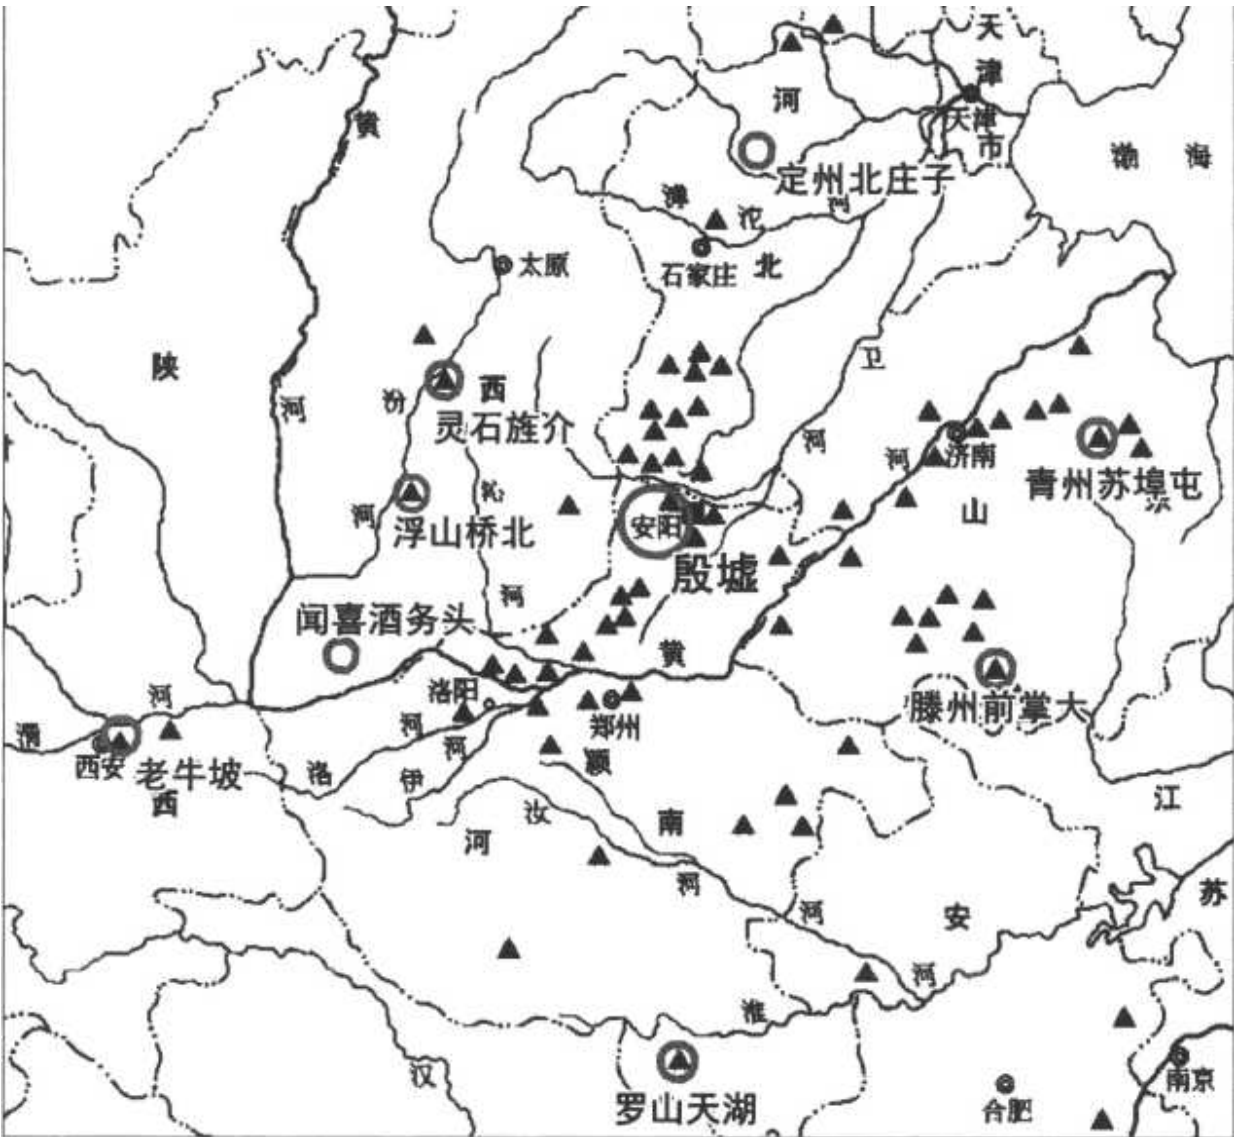 天
津
市
天津
河
黄
渤 海
定州北庄子
滹 沱 河
石家庄
北
太原
陕
卫
西
灵石旌介
汾
河
河
河
济南
青州苏埠屯
山
沁
安阳
河
浮山桥北
殷墟
河
闻喜酒务头
黄
洛阳
河
滕州前掌大
渭
河
郑州
西安
老牛坡
西
洛
伊
河
颍
汝
江
南
河
河
河
苏
安
河
淮
汉
罗山天湖
南京
合肥